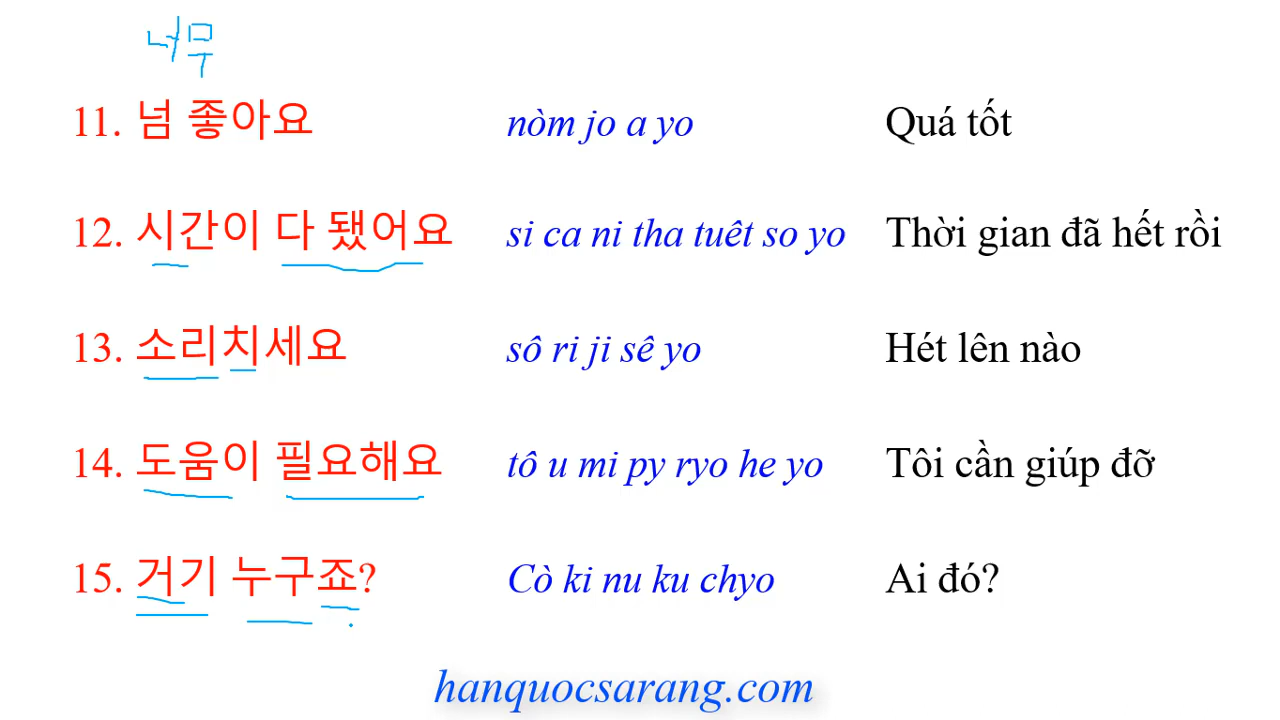 너무
11. 넘 좋아요 nòm jo a yo Quá tốt
12. 시간이 다 됐어요 si ca ni tha tuêt so yo Thời gian đã hết rồi
13. 소리치세요 sô ri ji sê yo Hét lên nào
14. 도움이 필요해요 tô u mi py ryo he yo Tôi cần giúp đỡ
15. 거기 누구죠? Cò ki nu ku chyo Ai đó?
hanquocsarang.com